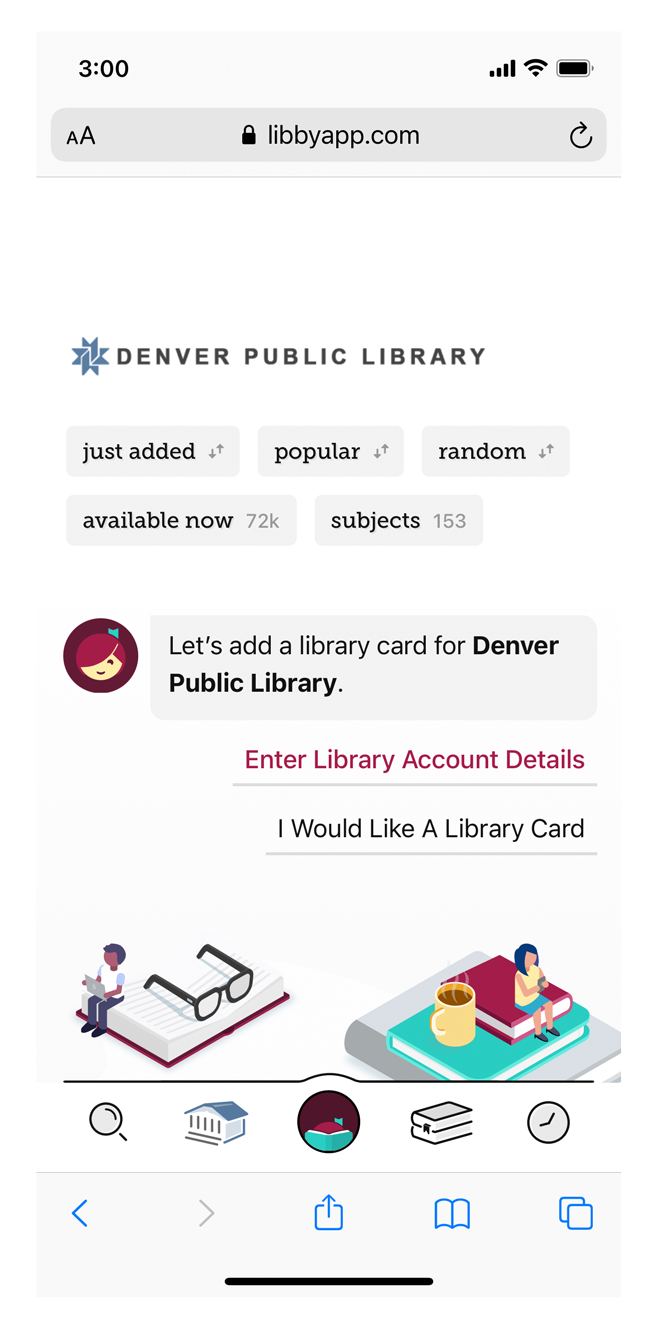 3:00
AA libbyapp.com
DENVER PUBLIC LIBRARY
just added popular random
available now 72k subjects 153
Let’s add a library card for Denver
Public Library.
Enter Library Account Details
I Would Like A Library Card